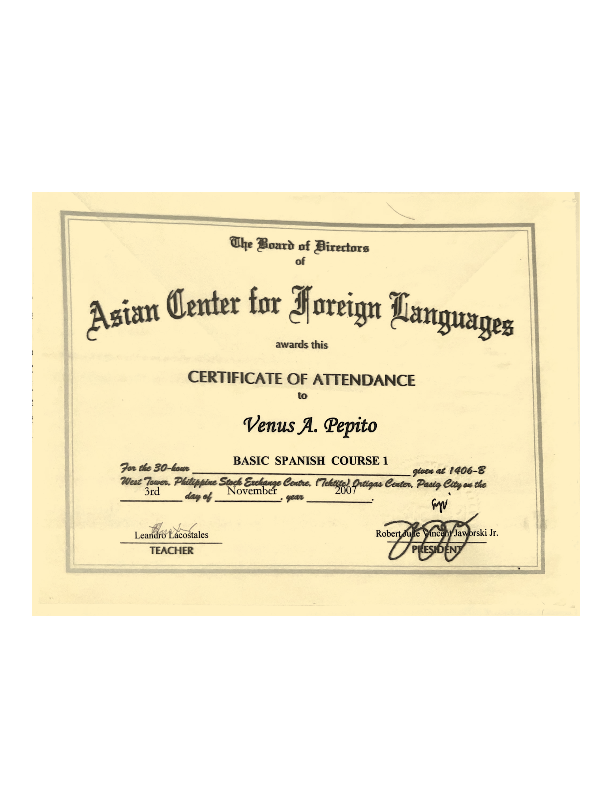 The Board of Directors
of
Asian Center for Foreign Languages
awards this
CERTIFICATE OF ATTENDANCE
to
Venus A. Pepito
For the 30-hour BASIC SPANISH COURSE 1 given at 1406-B
West Tower, Philippine Stock Exchange Centre, (Tektite) Ortigas Center, Pasig City on the
3rd day of November, year 2007.
Leandro Lacostales
TEACHER
Robert Julie Vincent Jaworski Jr.
PRESIDENT